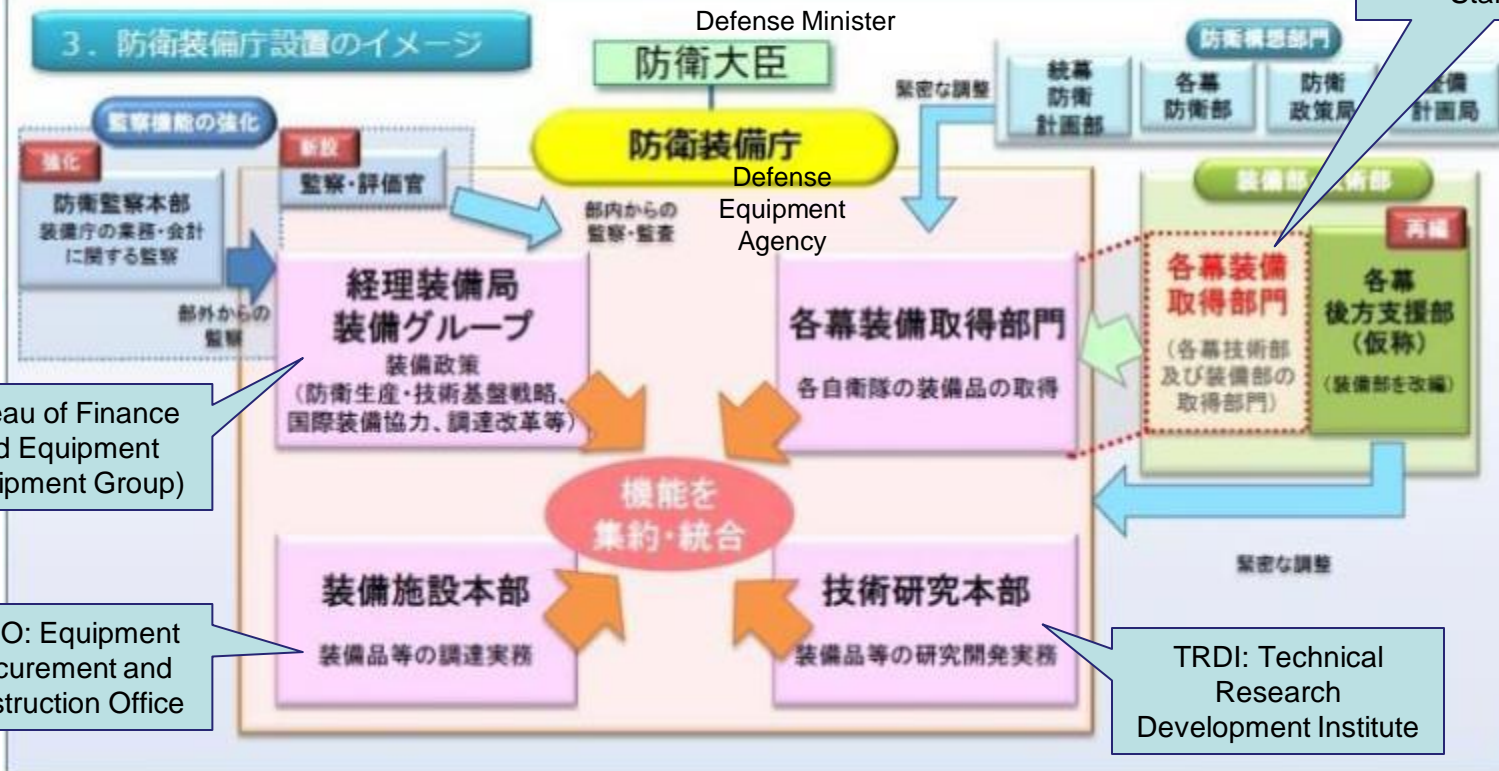 3．防衛装備庁設置のイメージ
Defense Minister
防衛大臣
防衛装備庁
Defense
Equipment
Agency
監察機能の強化
強化
防衛監察本部
装備庁の業務・会計
に関する監察
新設
監察・評価官
部内からの
監察・監査
部外からの
監察
緊密な調整
防衛構想部門
統幕
防衛
計画部
各幕
防衛部
防衛
政策局
計画局
各幕装備
取得部門
（各幕技術部
及び装備部の
取得部門）
再編
各幕
後方支援部
（仮称）
（装備部を改編）
緊密な調整
経理装備局
装備グループ
装備政策
（防衛生産・技術基盤戦略、
国際装備協力、調達改革等）
各幕装備取得部門
各自衛隊の装備品の取得
機能を
集約・統合
装備施設本部
装備品等の調達実務
技術研究本部
装備品等の研究開発実務
of Finance
Equipment
Group)
Equipment
and
Office
TRDI: Technical
Research
Development Institute